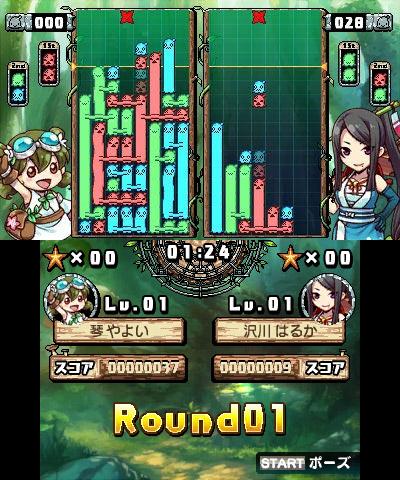 000
028
1st
1st
2nd
2nd
01:24
×00
×00
Lv.01
Lv.01
琴 やよい
沢川 はるか
スコア 00000037
00000009 スコア
Round01
START ポーズ